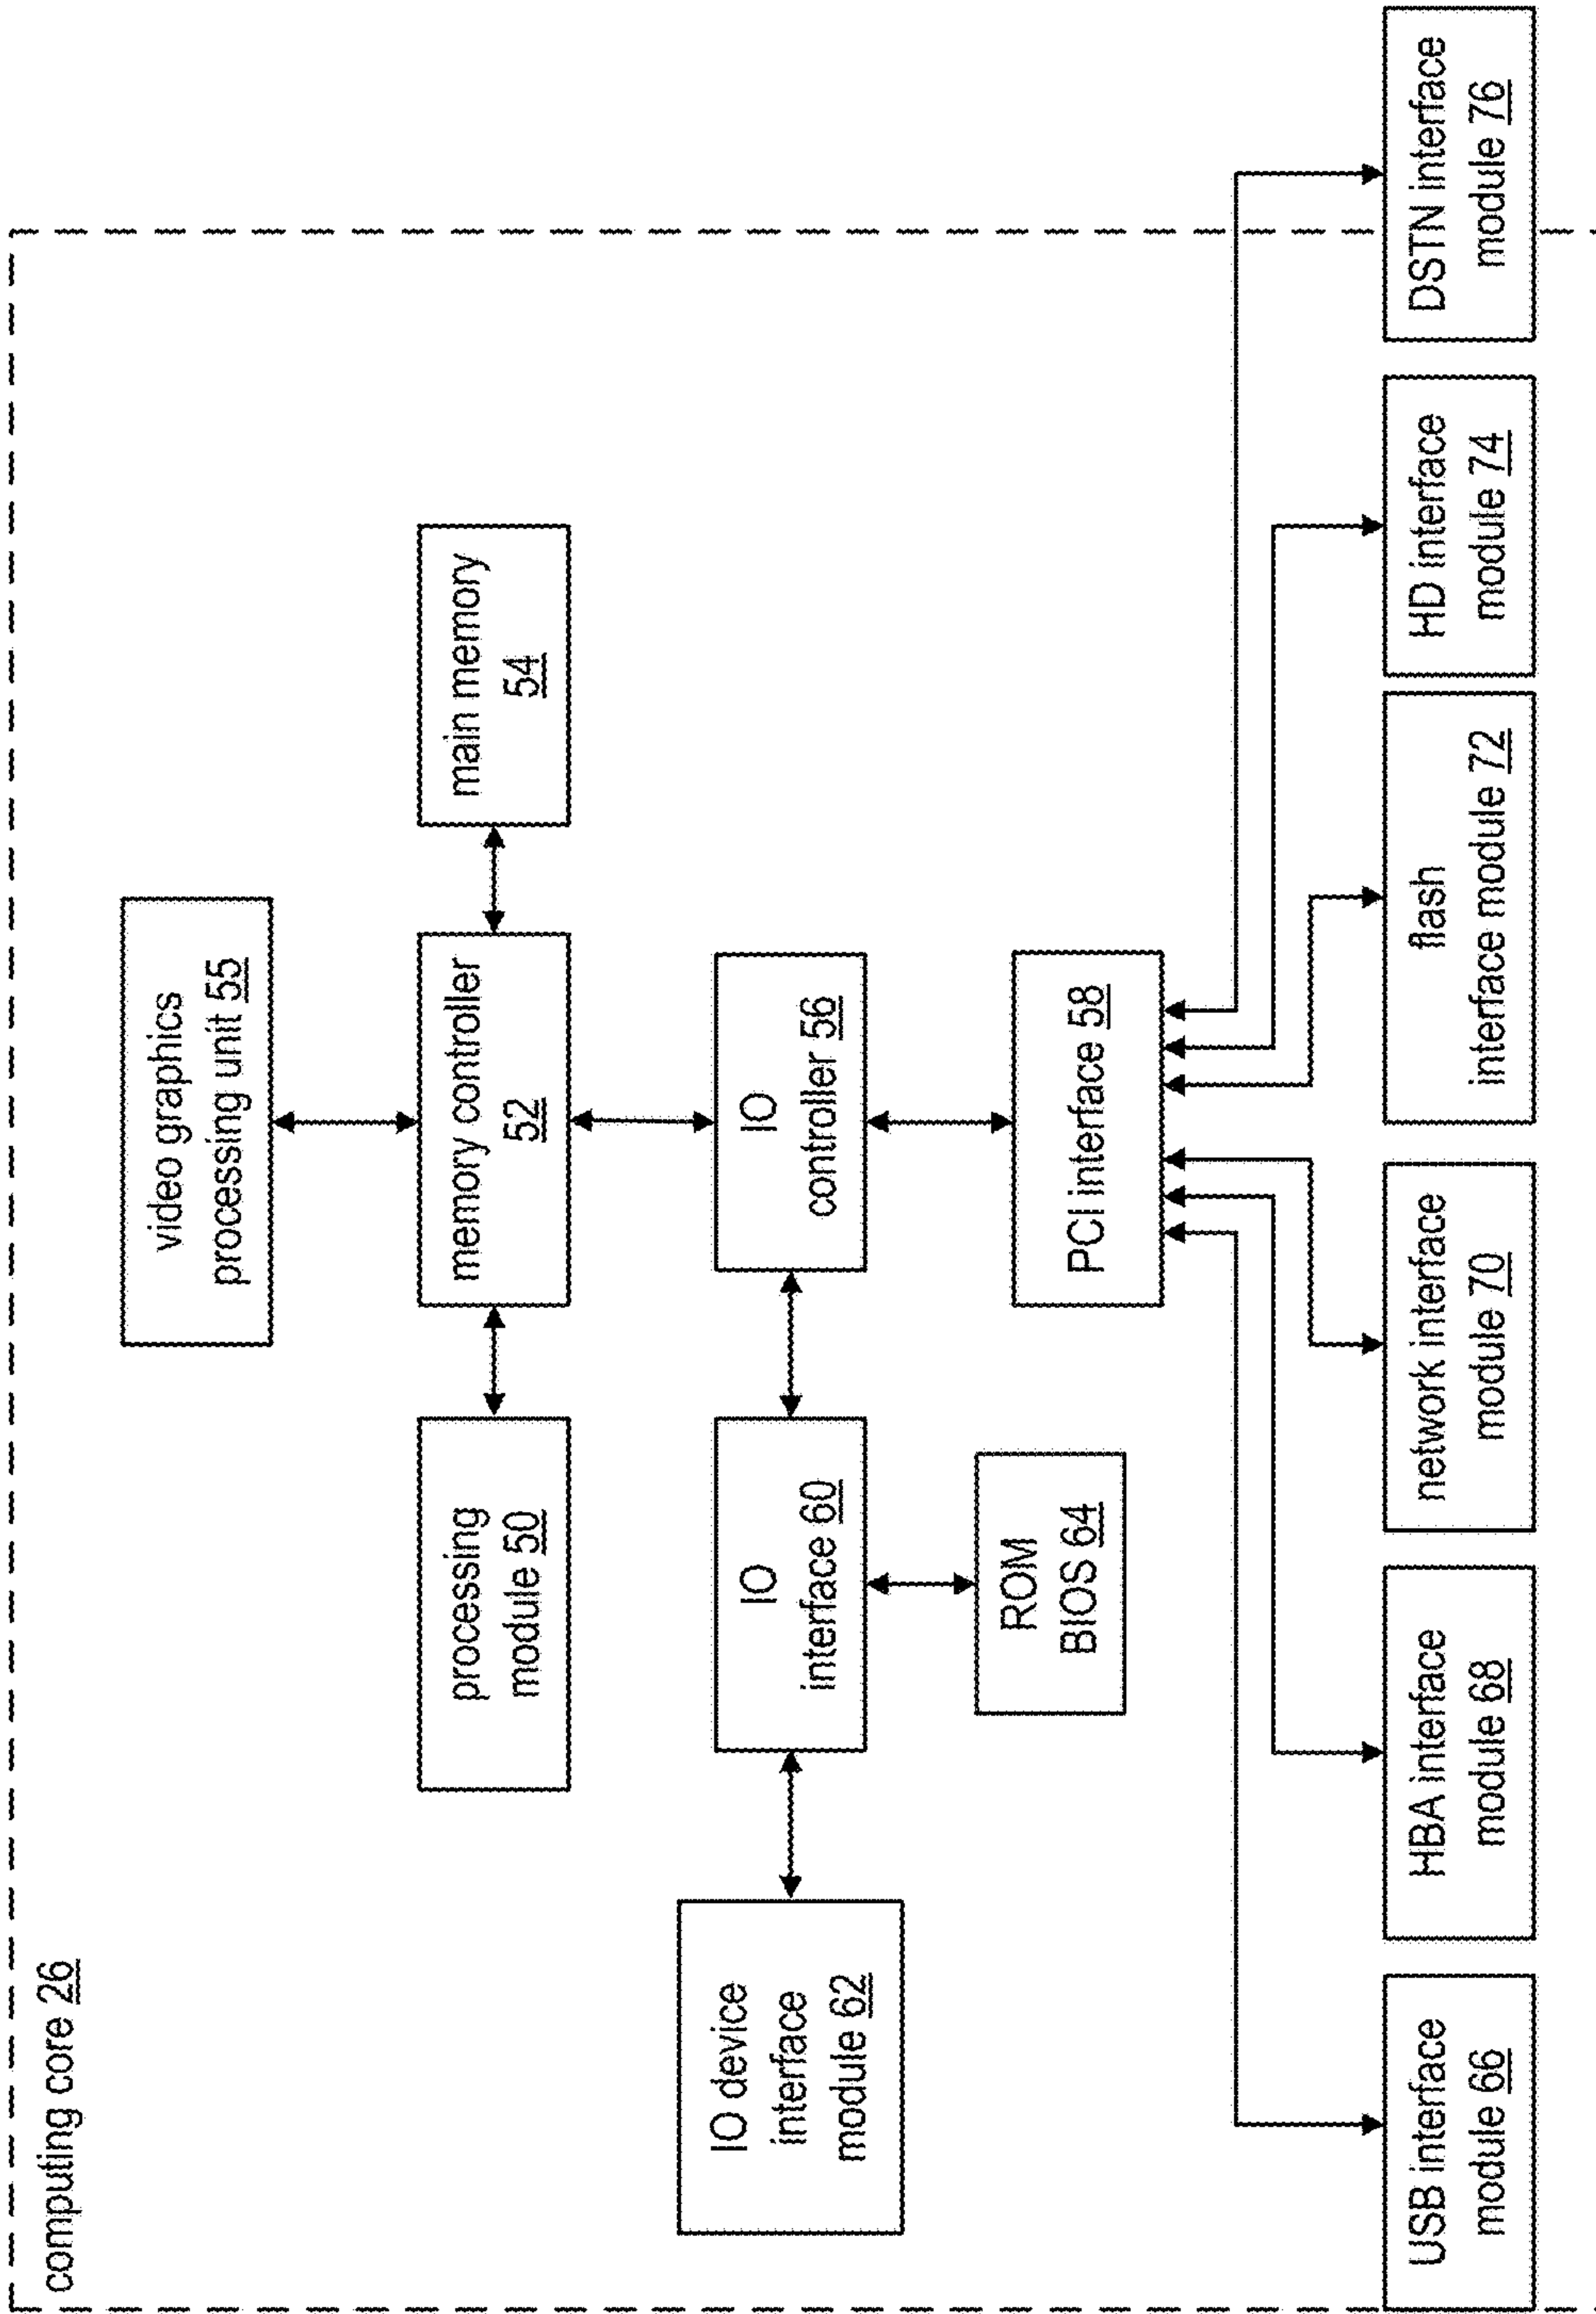 computing core 26
video graphics
processing unit 55
processing
module 50
memory controller
52
main memory
54
IO device
interface
module 62
IO
interface 60
IO
controller 56
ROM
BIOS 64
PCI interface 58
USB interface
module 66
HBA interface
module 68
network interface
module 70
flash
interface module 72
HD interface
module 74
DSTN interface
module 76